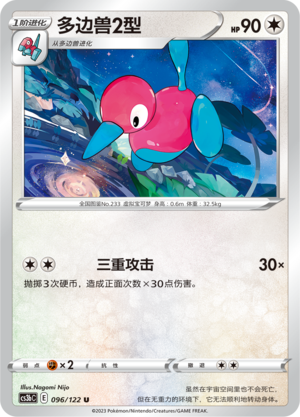 1阶进化
多边兽2型
HP90
从多边兽进化
全国图鉴No.233 虚拟宝可梦 身高：0.6m 体重：32.5kg
三重攻击 30×
抛掷3次硬币，造成正面次数×30点伤害。
弱点 ×2 抗性 撤退
Illus.Nagomi Nijo
cs3bC E 096/122 U
虽然在宇宙空间里也不会死亡，
但在无重力的环境下，它无法顺利地转动身体。
©2023 Pokémon/Nintendo/Creatures/GAME FREAK.